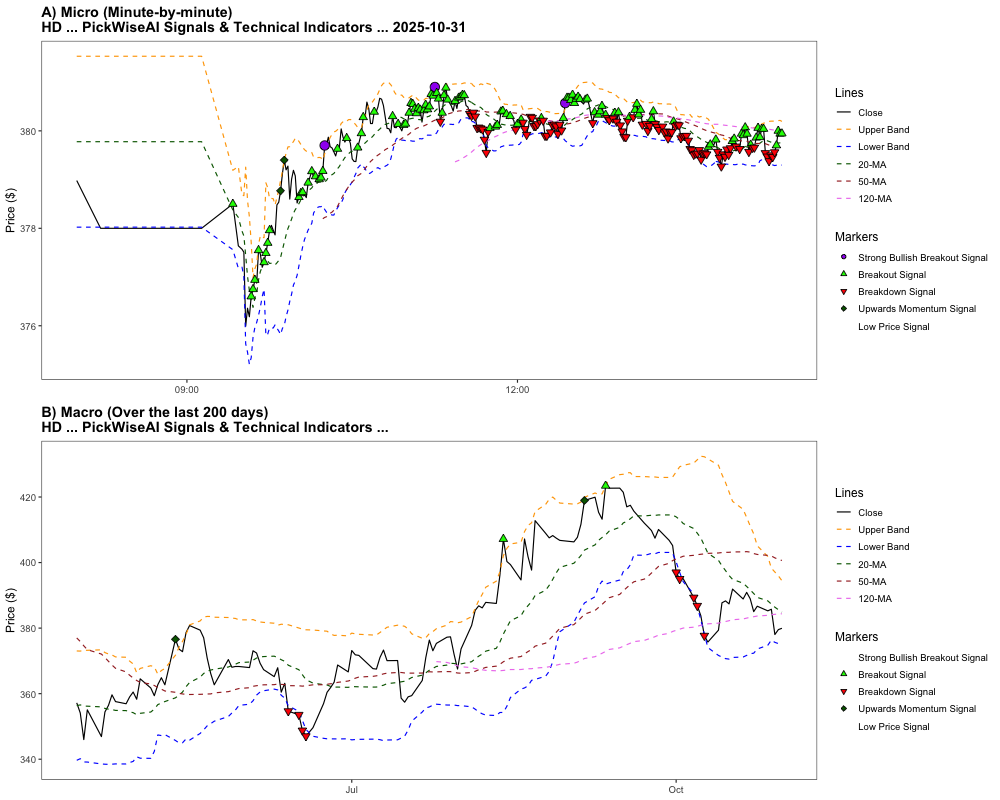 A) Micro (Minute-by-minute)
HD ... PickWiseAI Signals & Technical Indicators ... 2025-10-31
Price ($)
380
378
376
09:00
12:00
Lines
Close
Upper Band
Lower Band
20-MA
50-MA
120-MA
Markers
Strong Bullish Breakout Signal
Breakout Signal
Breakdown Signal
Upwards Momentum Signal
Low Price Signal
B) Macro (Over the last 200 days)
HD ... PickWiseAI Signals & Technical Indicators ...
Price ($)
420
400
380
360
340
Jul
Oct
Lines
Close
Upper Band
Lower Band
20-MA
50-MA
120-MA
Markers
Strong Bullish Breakout Signal
Breakout Signal
Breakdown Signal
Upwards Momentum Signal
Low Price Signal